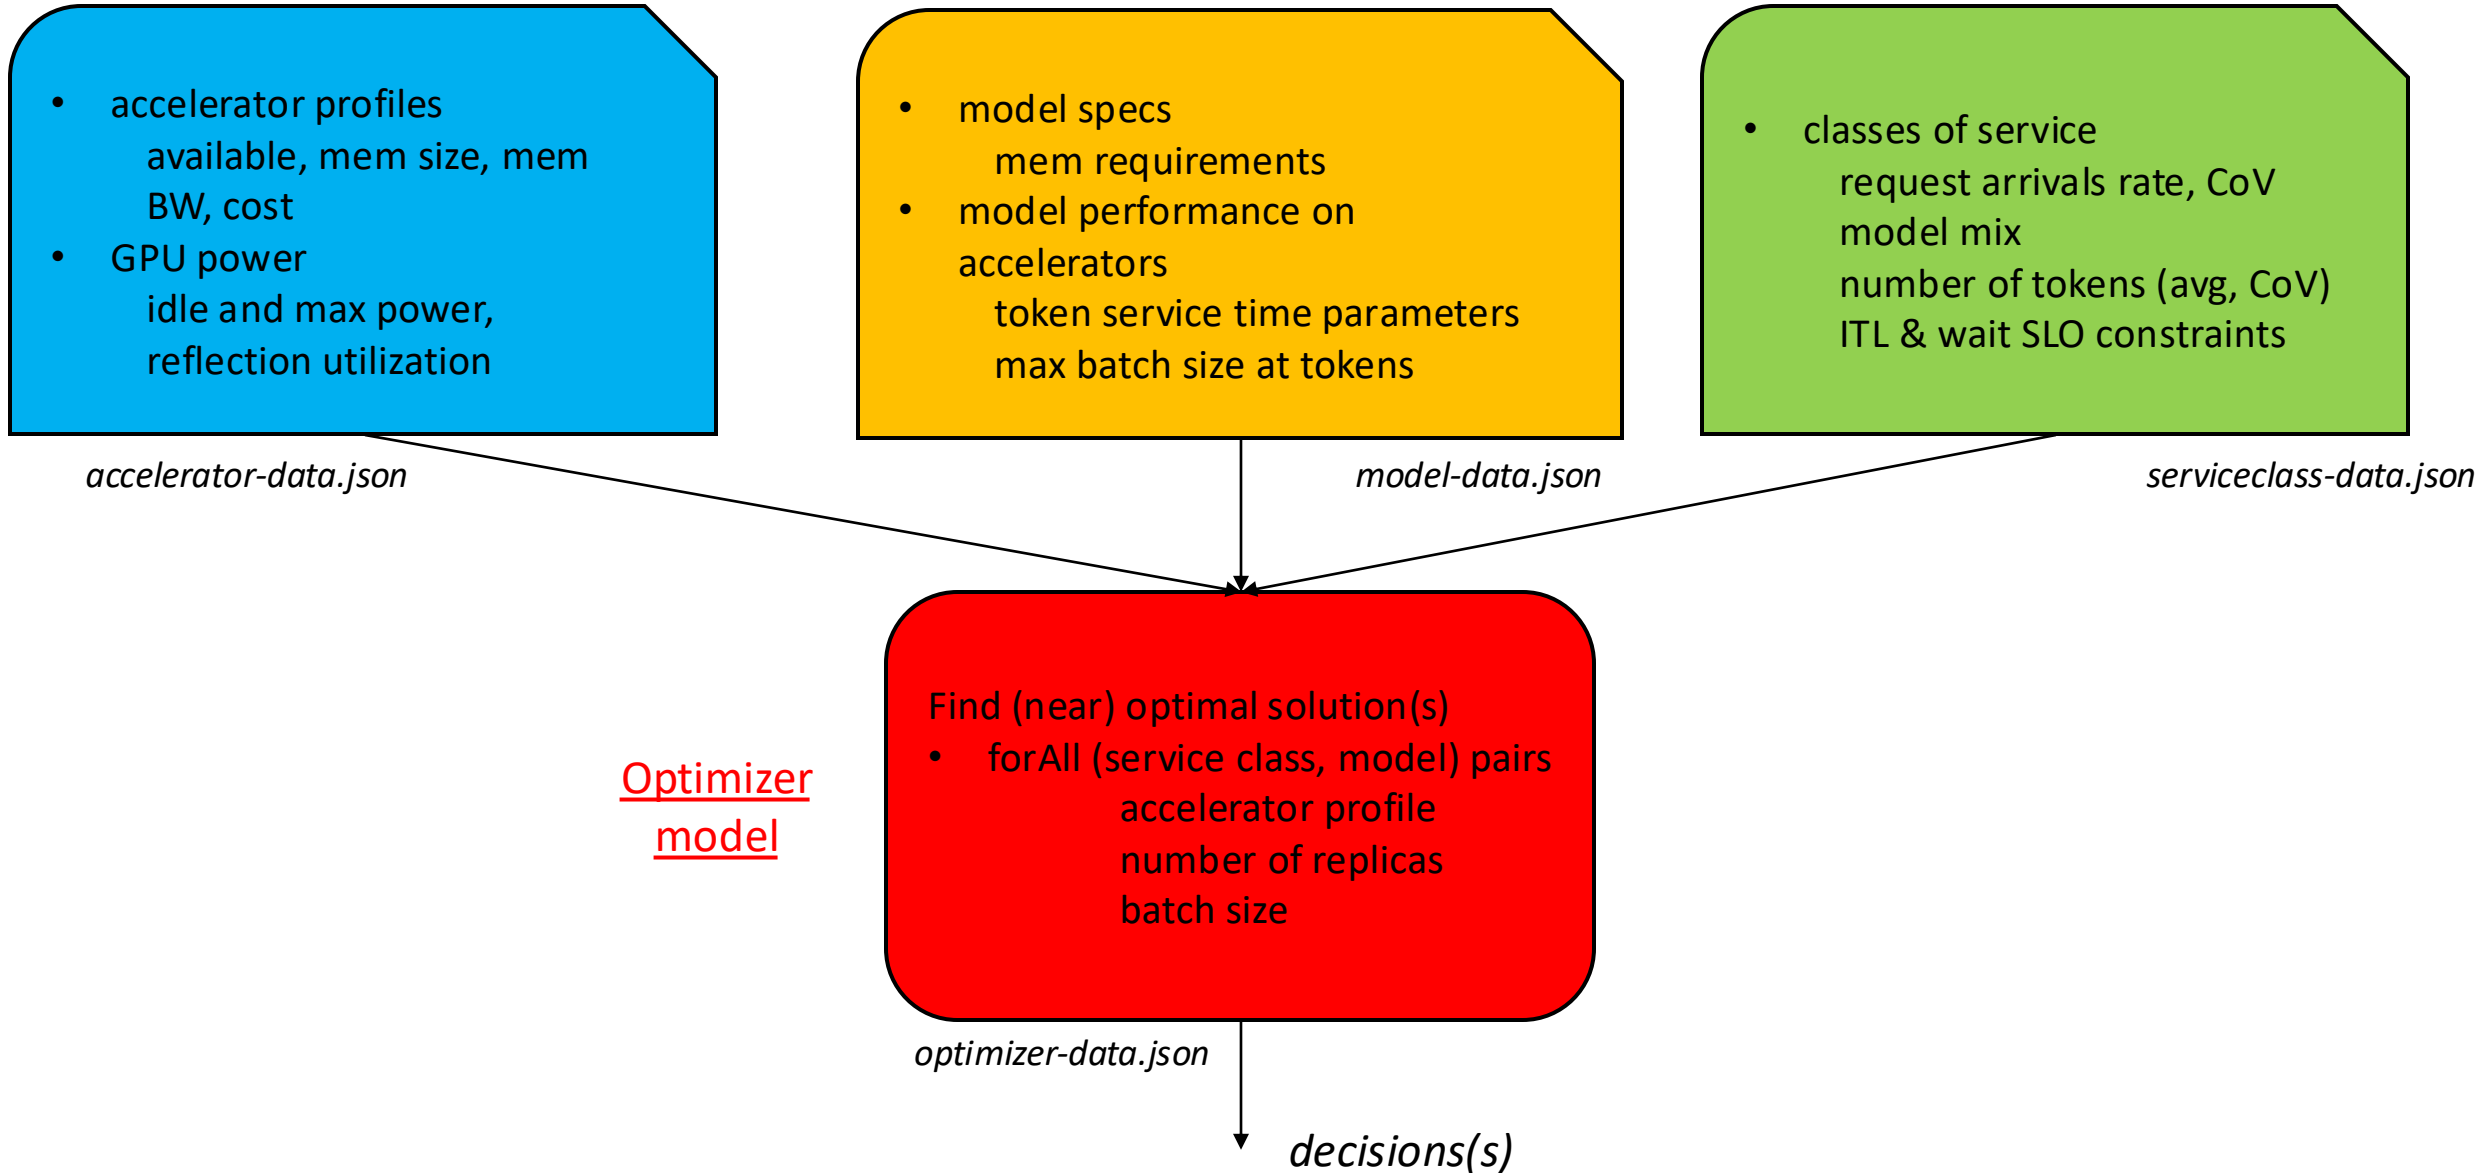 • accelerator profiles
available, mem size, mem
BW, cost
• GPU power
idle and max power,
reflection utilization
accelerator-data.json
• model specs
mem requirements
• model performance on
accelerators
token service time parameters
max batch size at tokens
model-data.json
• classes of service
request arrivals rate, CoV
model mix
number of tokens (avg, CoV)
ITL & wait SLO constraints
serviceclass-data.json
Optimizer
model
Find (near) optimal solution(s)
• forAll (service class, model) pairs
accelerator profile
number of replicas
batch size
optimizer-data.json
decisions(s)